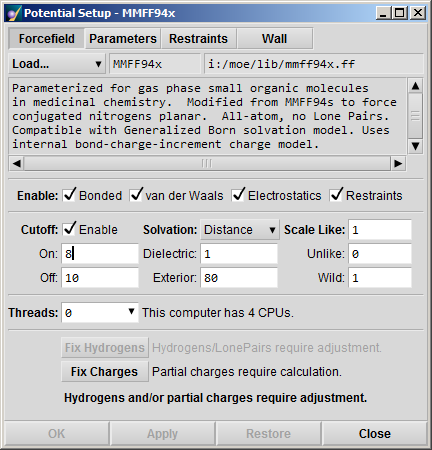 Potential Setup - MMFF94x
Forcefield Parameters Restraints Wall
Load... MMFF94x i:/moe/lib/mmff94x.ff
Parameterized for gas phase small organic molecules
in medicinal chemistry. Modified from MMFF94s to force
conjugated nitrogens planar. All-atom, no Lone Pairs.
Compatible with Generalized Born solvation model. Uses
internal bond-charge-increment charge model.
Enable: Bonded van der Waals Electrostatics Restraints
Cutoff: Enable Solvation: Distance Scale Like: 1
On: 8 Dielectric: 1 Unlike: 0
Off: 10 Exterior: 80 Wild: 1
Threads: 0 This computer has 4 CPUs.
Fix Hydrogens Hydrogens/LonePairs require adjustment.
Fix Charges Partial charges require calculation.
Hydrogens and/or partial charges require adjustment.
OK Apply Restore Close